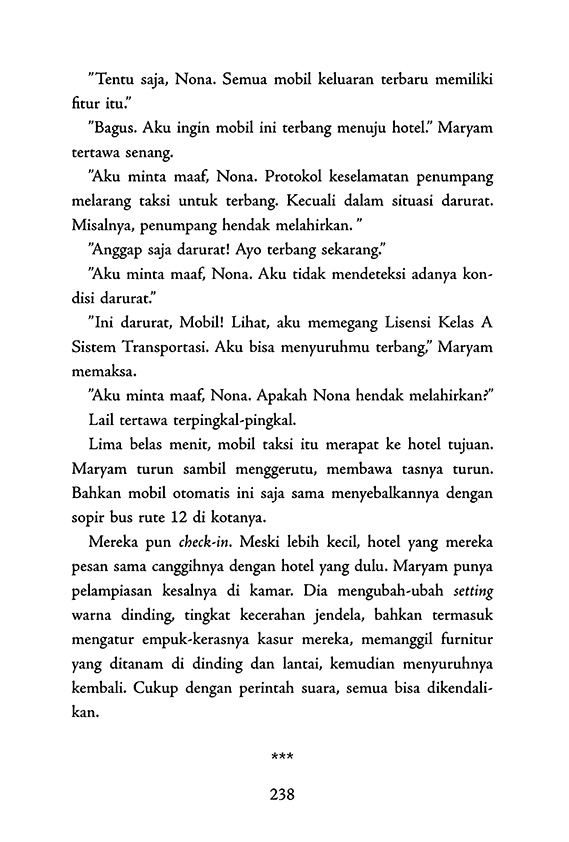 "Tentu saja, Nona. Semua mobil keluaran terbaru memiliki
fitur itu."
"Bagus. Aku ingin mobil ini terbang menuju hotel." Maryam
tertawa senang.
"Aku minta maaf, Nona. Protokol keselamatan penumpang
melarang taksi untuk terbang. Kecuali dalam situasi darurat.
Misalnya, penumpang hendak melahirkan. "
"Anggap saja darurat! Ayo terbang sekarang."
"Aku minta maaf, Nona. Aku tidak mendeteksi adanya kon-
disi darurat."
"Ini darurat, Mobil! Lihat, aku memegang Lisensi Kelas A
Sistem Transportasi. Aku bisa menyuruhmu terbang," Maryam
memaksa.
"Aku minta maaf, Nona. Apakah Nona hendak melahirkan?"
Lail tertawa terpingkal-pingkal.
Lima belas menit, mobil taksi itu merapat ke hotel tujuan.
Maryam turun sambil menggerutu, membawa tasnya turun.
Bahkan mobil otomatis ini saja sama menyebalkannya dengan
sopir bus rute 12 di kotanya.
Mereka pun check-in. Meski lebih kecil, hotel yang mereka
pesan sama canggihnya dengan hotel yang dulu. Maryam punya
pelampiasan kesalnya di kamar. Dia mengubah-ubah setting
warna dinding, tingkat kecerahan jendela, bahkan termasuk
mengatur empuk-kerasnya kasur mereka, memanggil furnitur
yang ditanam di dinding dan lantai, kemudian menyuruhnya
kembali. Cukup dengan perintah suara, semua bisa dikendali-
kan.
***
238